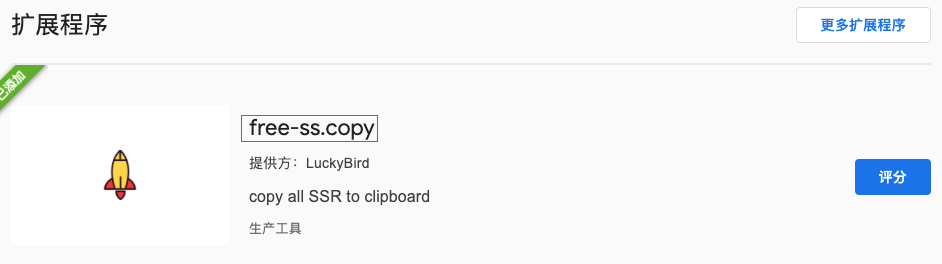 扩展程序
更多扩展程序
已添加
free-ss.copy
提供方：LuckyBird
copy all SSR to clipboard
评分
生产工具